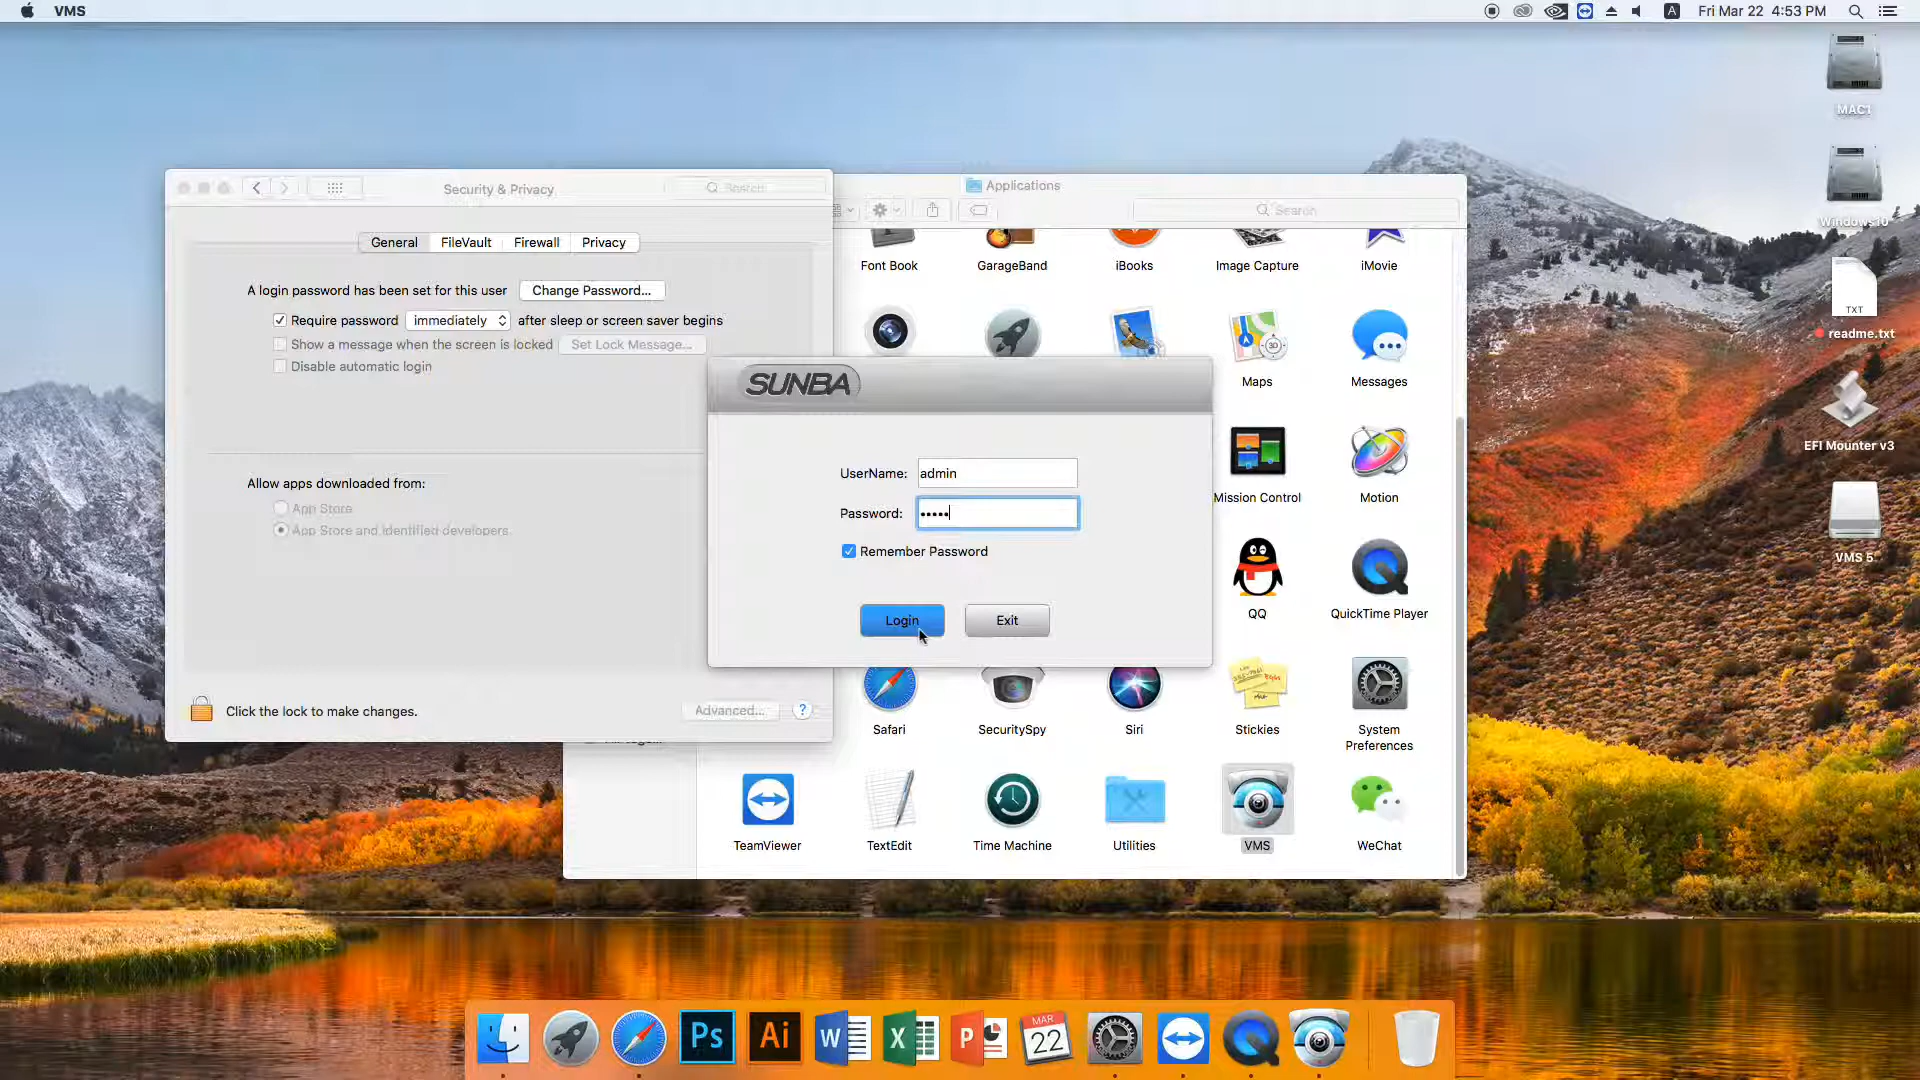 VMS
A
Fri Mar 22 4:53 PM
MAC1
Windows10
TXT
readme.txt
EFI Mounter v3
VMS 5
Security & Privacy
Search
General
FileVault
Firewall
Privacy
A login password has been set for this user
Change Password...
Require password
immediately
after sleep or screen saver begins
Show a message when the screen is locked
Set Lock Message...
Disable automatic login
Allow apps downloaded from:
App Store
App Store and identified developers
Click the lock to make changes.
Advanced...
?
Applications
Search
Font Book
GarageBand
iBooks
Image Capture
iMovie
Maps
Messages
Mission Control
Motion
QQ
QuickTime Player
Safari
SecuritySpy
Siri
Stickies
System
Preferences
TeamViewer
TextEdit
Time Machine
Utilities
VMS
WeChat
SUNBA
UserName:
admin
Password:
•••••
Remember Password
Login
Exit
Ps
Ai
W
X
P
MAR
22